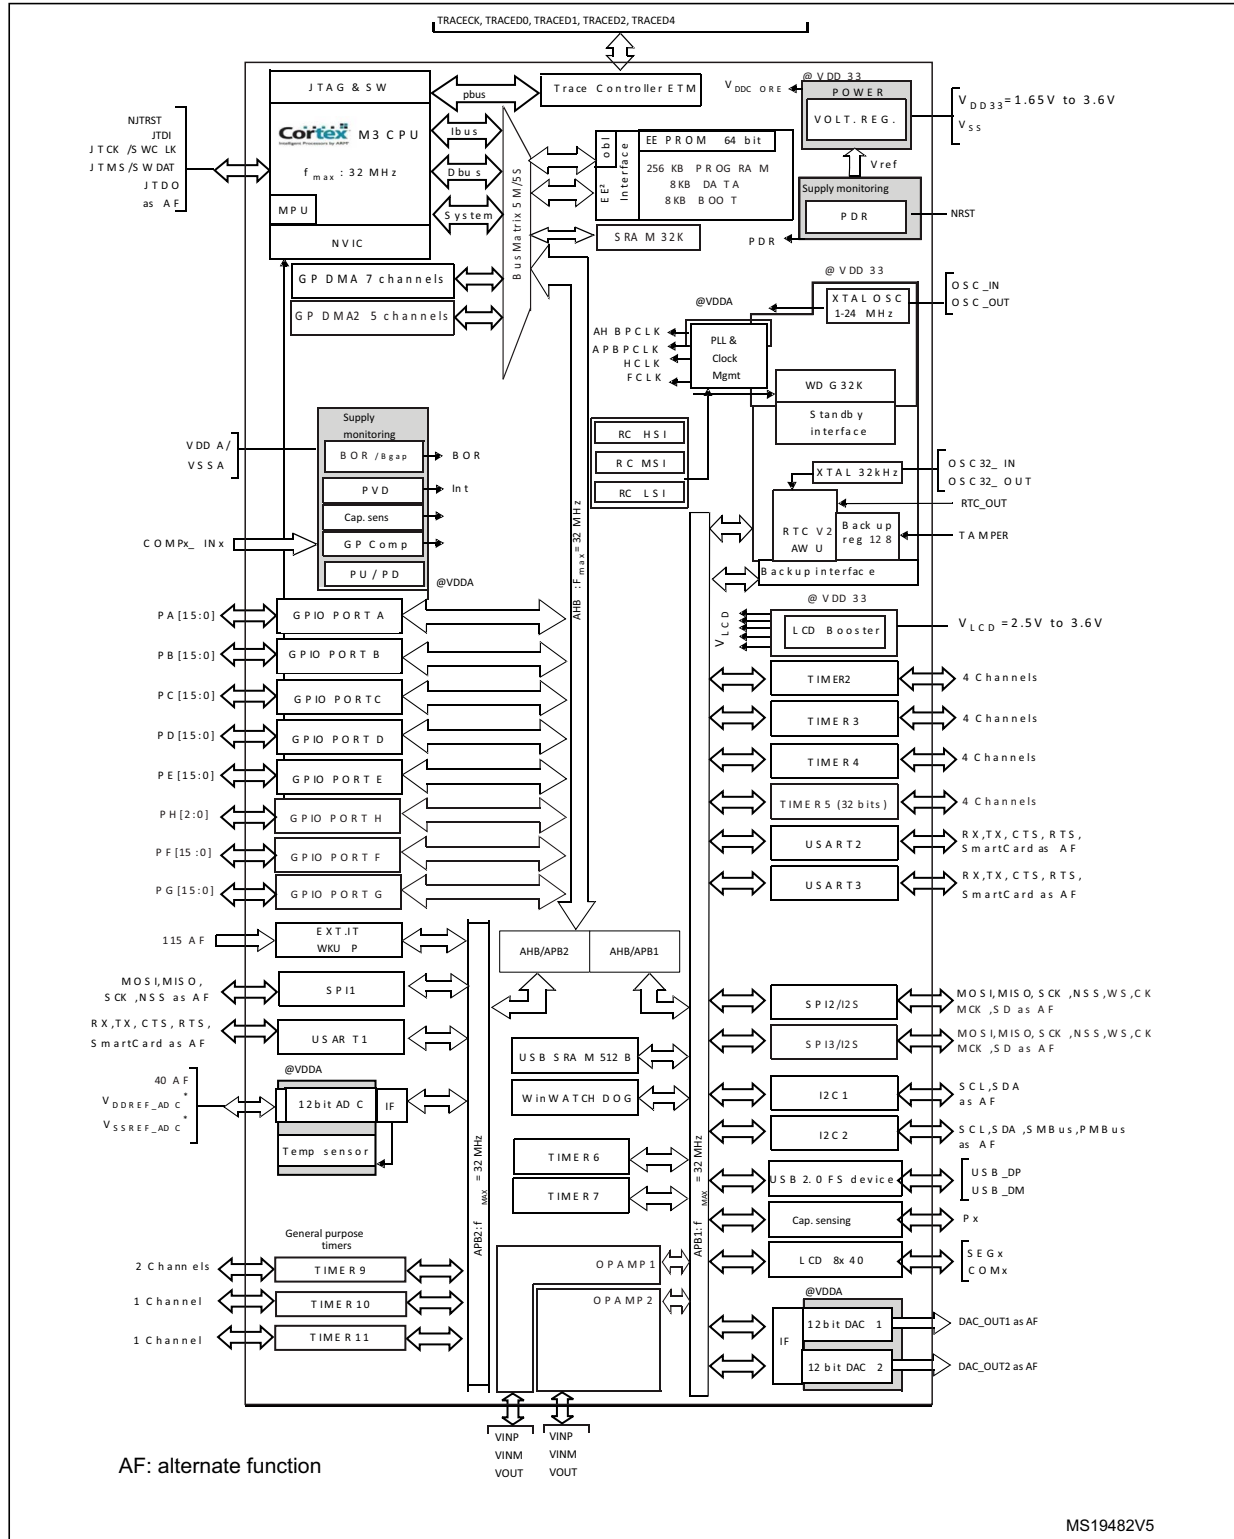 TRACECK, TRACED0, TRACED1, TRACED2, TRACED4
JTAG & SW
pbus
Trace Controller ETM
Cortex
Intelligent Processors by ARM®
M3 CPU
fmax : 32 MHz
MPU
NVIC
Ibus
Dbus
System
NJTRST
JTDI
JTCK /SWCLK
JTMS/SWDAT
JTDO
as AF
BusMatrix 5M/5S
EE² obl
Interface
EEPROM 64 bit
256 KB PROGRAM
8KB DATA
8KB BOOT
SRAM 32K
@VDD33
VDDCORE
POWER
VOLT. REG.
VDD33=1.65V to 3.6V
VSS
Vref
Supply monitoring
PDR
NRST
PDR
GP DMA 7 channels
GP DMA2 5 channels
@VDD33
XTAL OSC
1-24 MHz
OSC_IN
OSC_OUT
@VDDA
AHBPCLK
APBPCLK
HCLK
FCLK
PLL &
Clock
Mgmt
WDG32K
Standby
interface
RC HSI
RC MSI
RC LSI
XTAL 32kHz
OSC32_IN
OSC32_OUT
RTC_OUT
RTC V2
AWU
Backup
reg 128
TAMPER
Backup interface
VDDA/
VSSA
Supply
monitoring
BOR /Bgap
BOR
PVD
Int
Cap. sens
COMPx_INx
GP Comp
PU / PD
@VDDA
AHB : Fmax = 32 MHz
@VDD33
VLCD
LCD Booster
VLCD =2.5V to 3.6V
PA[15:0]
GPIO PORT A
PB[15:0]
GPIO PORT B
PC[15:0]
GPIO PORT C
PD[15:0]
GPIO PORT D
PE[15:0]
GPIO PORT E
PH[2:0]
GPIO PORT H
PF[15:0]
GPIO PORT F
PG[15:0]
GPIO PORT G
TIMER2
4 Channels
TIMER3
4 Channels
TIMER4
4 Channels
TIMER5 (32 bits)
4 Channels
USART2
RX,TX, CTS, RTS,
SmartCard as AF
USART3
RX,TX, CTS, RTS,
SmartCard as AF
115 AF
EXT.IT
WKUP
AHB/APB2
AHB/APB1
MOSI,MISO,
SCK ,NSS as AF
SPI1
RX,TX, CTS, RTS,
SmartCard as AF
USART1
SPI2/I2S
MOSI,MISO, SCK ,NSS,WS,CK
MCK ,SD as AF
SPI3/I2S
MOSI,MISO, SCK ,NSS,WS,CK
MCK ,SD as AF
USB SRAM 512 B
WinWATCHDOG
@VDDA
40 AF
VDDREF_ADC*
VSSREF_ADC*
12bit ADC
IF
Temp sensor
I2C1
SCL,SDA
as AF
I2C2
SCL,SDA ,SMBus,PMBus
as AF
TIMER6
TIMER7
APB2: fMAX = 32 MHz
APB1: fMAX = 32 MHz
USB 2.0 FS device
USB_DP
USB_DM
Cap. sensing
Px
LCD 8x40
SEGx
COMx
General purpose
timers
2 Channels
TIMER9
1 Channel
TIMER10
1 Channel
TIMER11
OPAMP1
OPAMP2
@VDDA
IF
12bit DAC 1
DAC_OUT1 as AF
12bit DAC 2
DAC_OUT2 as AF
VINP
VINM
VOUT
VINP
VINM
VOUT
AF: alternate function
MS19482V5